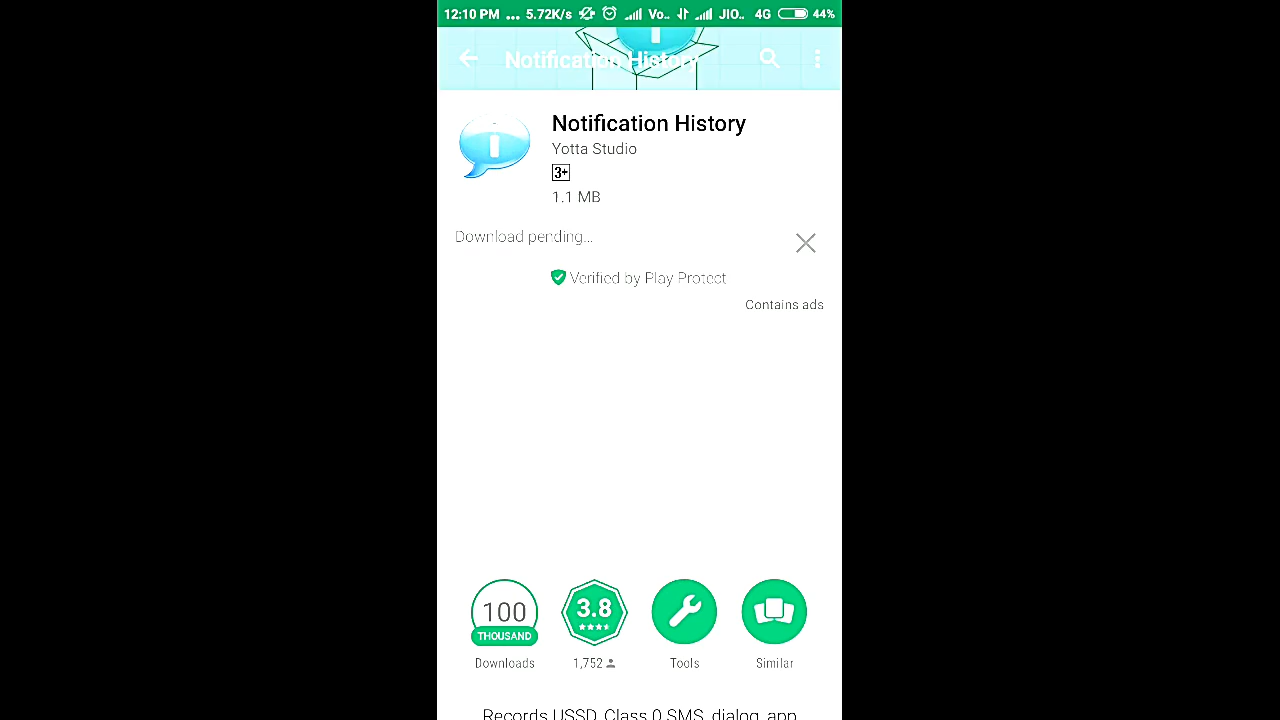 12:10 PM ... 5.72K/s Vo.. JIO.. 4G 44%
Notification History
Notification History
Yotta Studio
3+
1.1 MB
Download pending...
Verified by Play Protect
Contains ads
100 3.8
THOUSAND
Downloads 1,752 Tools Similar
Records USSD, Class 0 SMS, dialog, app